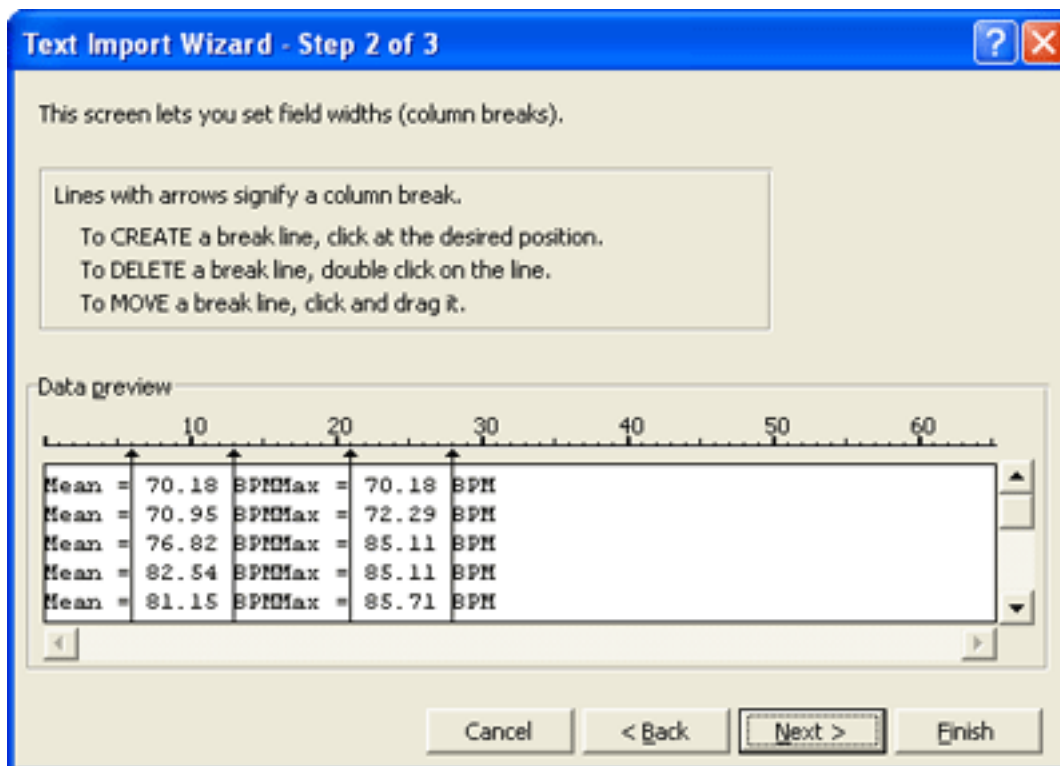 Text Import Wizard - Step 2 of 3
This screen lets you set field widths (column breaks).
Lines with arrows signify a column break.
To CREATE a break line, click at the desired position.
To DELETE a break line, double click on the line.
To MOVE a break line, click and drag it.
Data preview
10 20 30 40 50 60
Mean = 70.18 BPMMax = 70.18 BPM
Mean = 70.95 BPMMax = 72.29 BPM
Mean = 76.82 BPMMax = 85.11 BPM
Mean = 82.54 BPMMax = 85.11 BPM
Mean = 81.15 BPMMax = 85.71 BPM
Cancel < Back Next > Finish